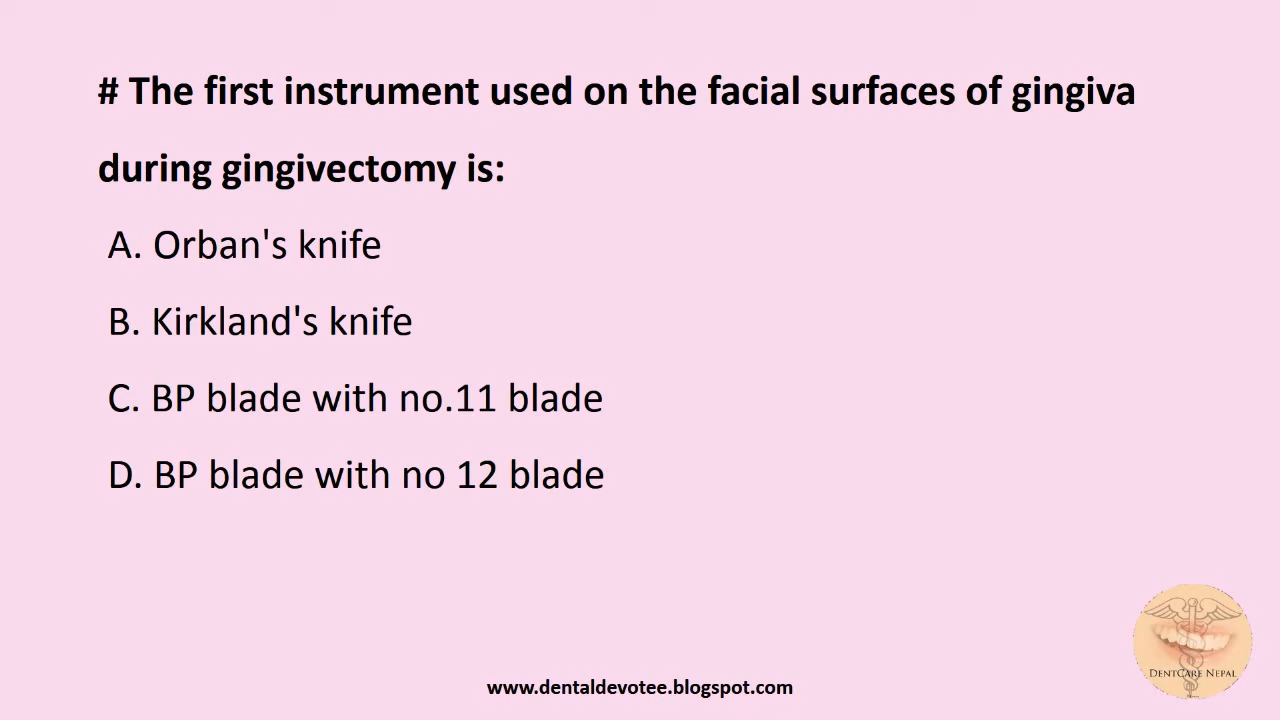 # The first instrument used on the facial surfaces of gingiva
during gingivectomy is:
A. Orban's knife
B. Kirkland's knife
C. BP blade with no.11 blade
D. BP blade with no 12 blade
DENTCARE NEPAL
www.dentaldevotee.blogspot.com